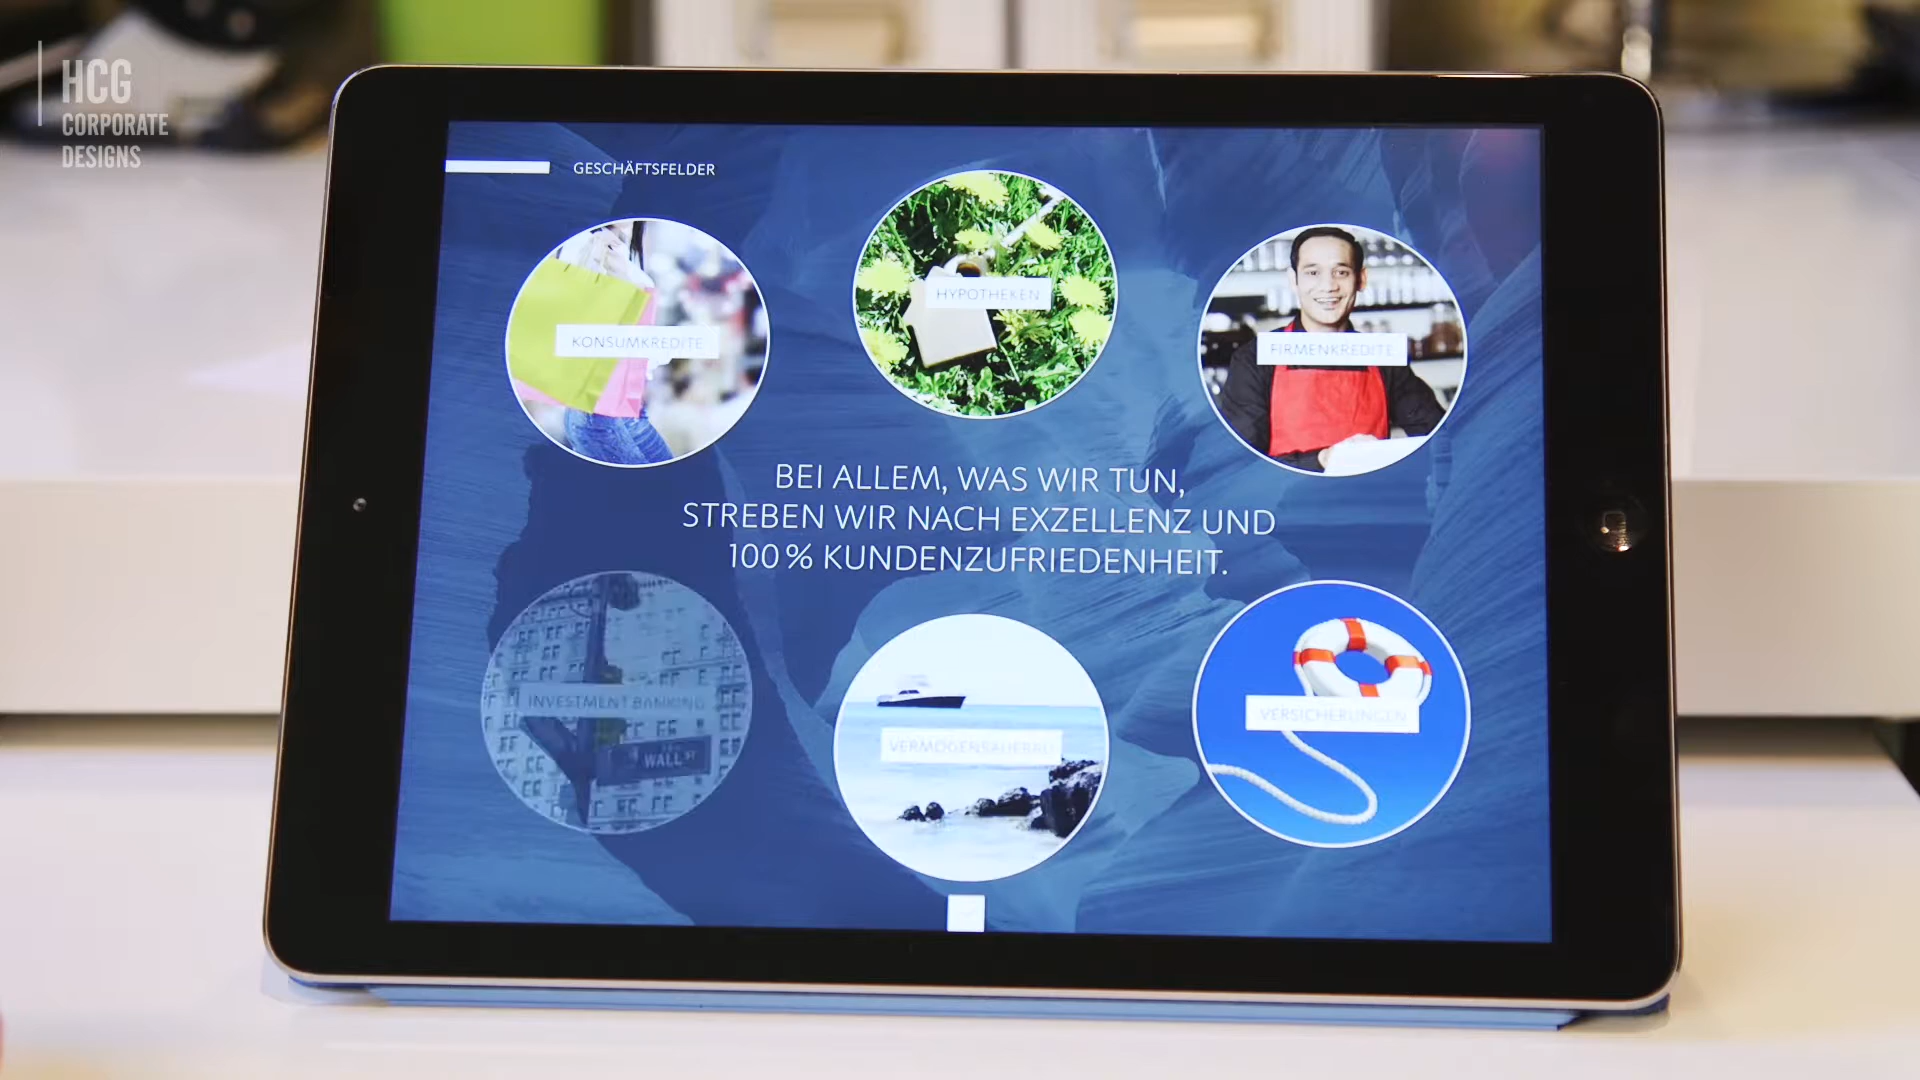 HCG
CORPORATE
DESIGNS
GESCHÄFTSFELDER
KONSUMKREDITE
HYPOTHEKEN
FIRMENKREDITE
BEI ALLEM, WAS WIR TUN,
STREBEN WIR NACH EXZELLENZ UND
100 % KUNDENZUFRIEDENHEIT.
INVESTMENT BANKING
WALL ST
VERMÖGENSAUFBAU
VERSICHERUNGEN